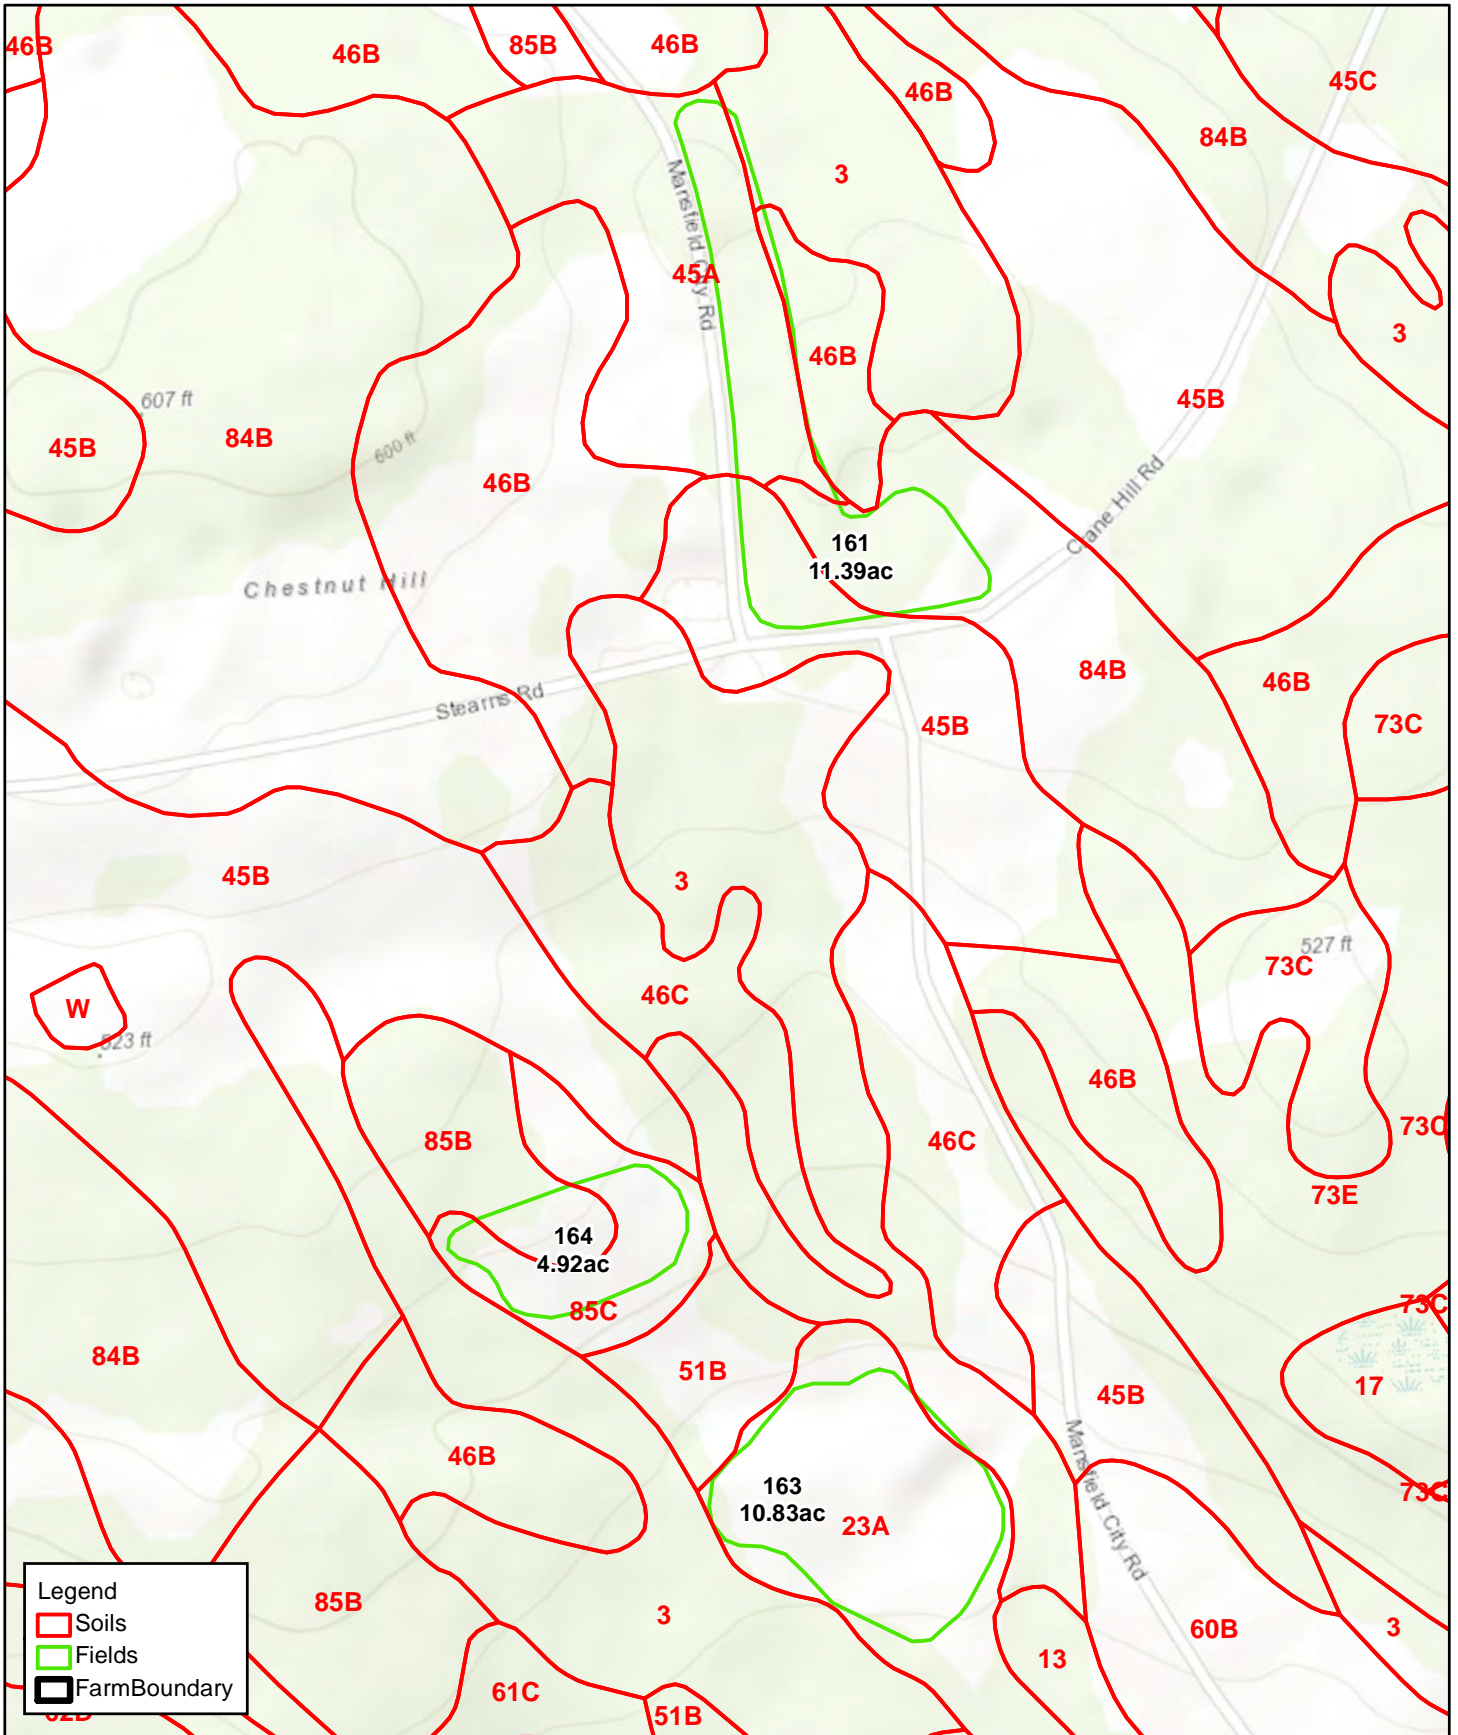 46B
46B
85B
46B
46B
45C
84B
3
Mansfield City Rd
45A
3
46B
45B
607 ft
45B
84B
600 ft
46B
Crane Hill Rd
161
11.39ac
Chestnut Hill
84B
46B
Stearns Rd
45B
73C
45B
3
527 ft
73C
46C
W
523 ft
46B
85B
46C
73C
73E
164
4.92ac
85C
73C
84B
51B
17
45B
46B
Mansfield City Rd
163
10.83ac
73C
23A
Legend
Soils
Fields
FarmBoundary
85B
3
60B
3
13
61C
51B